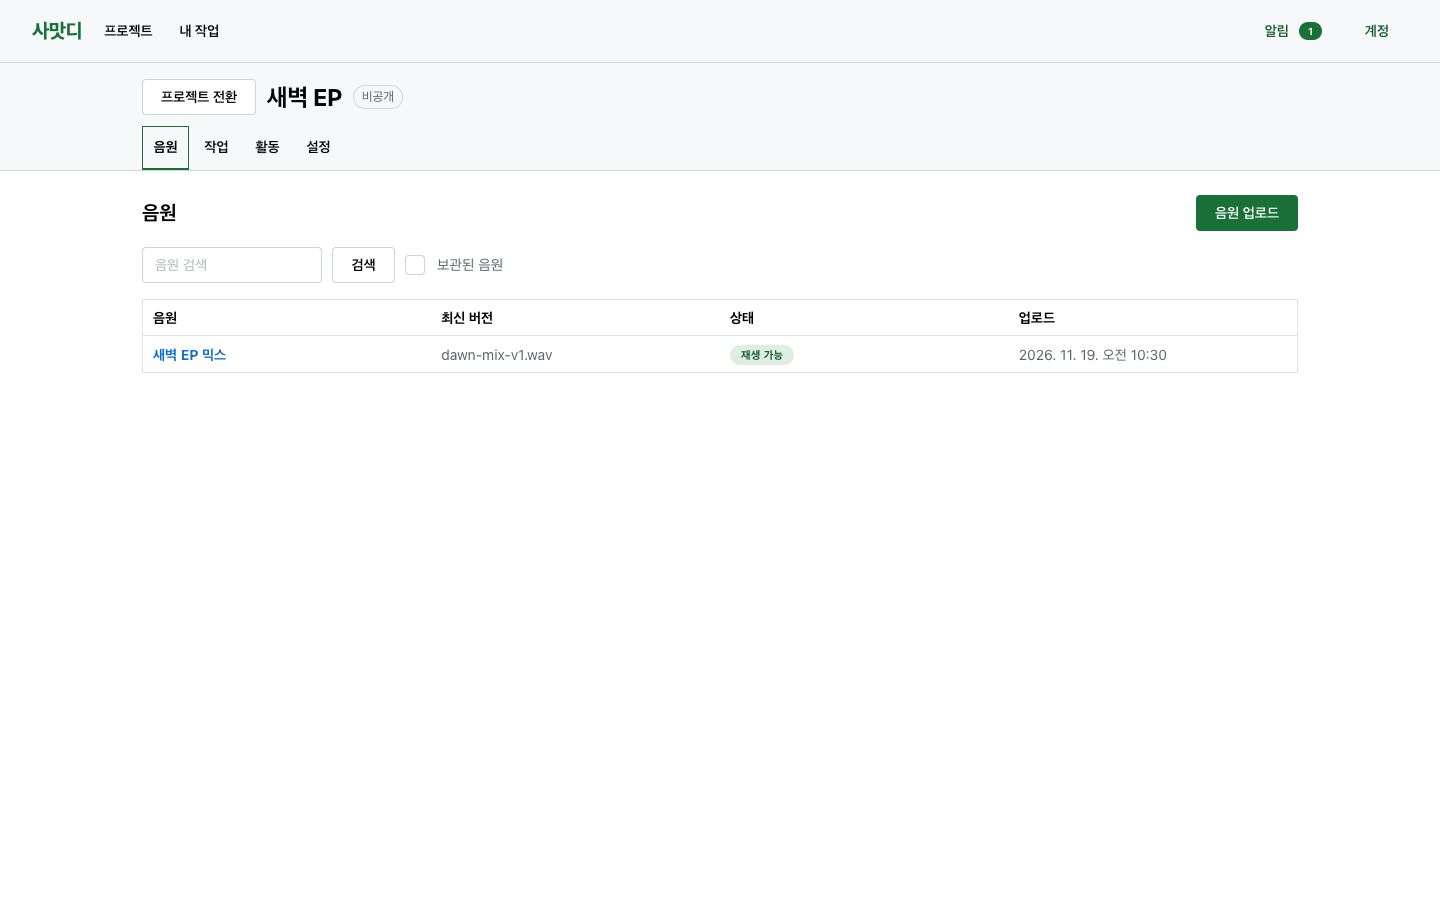 사맛디 프로젝트 내 작업 알림 1 계정
프로젝트 전환 새벽 EP 비공개
음원 작업 활동 설정
음원 음원 업로드
음원 검색 검색 보관된 음원
음원 최신 버전 상태 업로드
새벽 EP 믹스 dawn-mix-v1.wav 재생 가능 2026. 11. 19. 오전 10:30